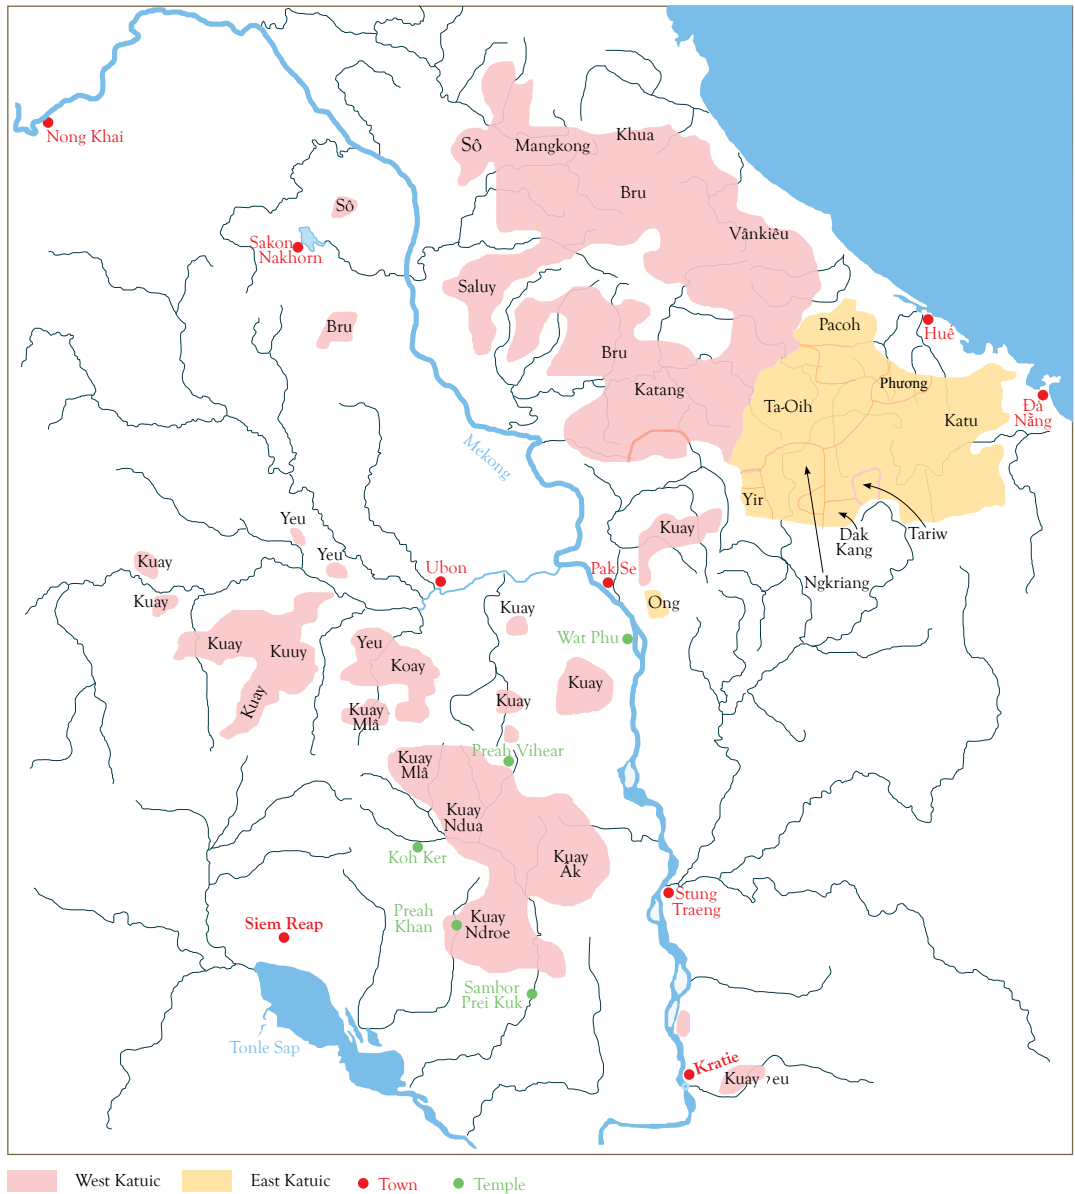 Nong Khai
Sô
Mangkong
Khua
Bru
Vânkiêu
Sô
Sakon
Nakhorn
Saluy
Bru
Bru
Katang
Pacoh
Huế
Phương
Ta-Oih
Katu
Đà
Nẵng
Mekong
Yir
Dak
Kang
Tariw
Ngkriang
Yeu
Yeu
Kuay
Kuay
Kuay
Ubon
Pak Se
Ong
Kuay
Wat Phu
Kuay
Kuuy
Kuay
Yeu
Koay
Kuay
Mlâ
Kuay
Kuay
Preah Vihear
Kuay
Mlâ
Kuay
Ndua
Koh Ker
Kuay
Âk
Stung
Traeng
Preah
Khan
Kuay
Ndroe
Siem Reap
Sambor
Prei Kuk
Tonle Sap
Kratie
Kuay ʔeu
West Katuic
East Katuic
Town
Temple